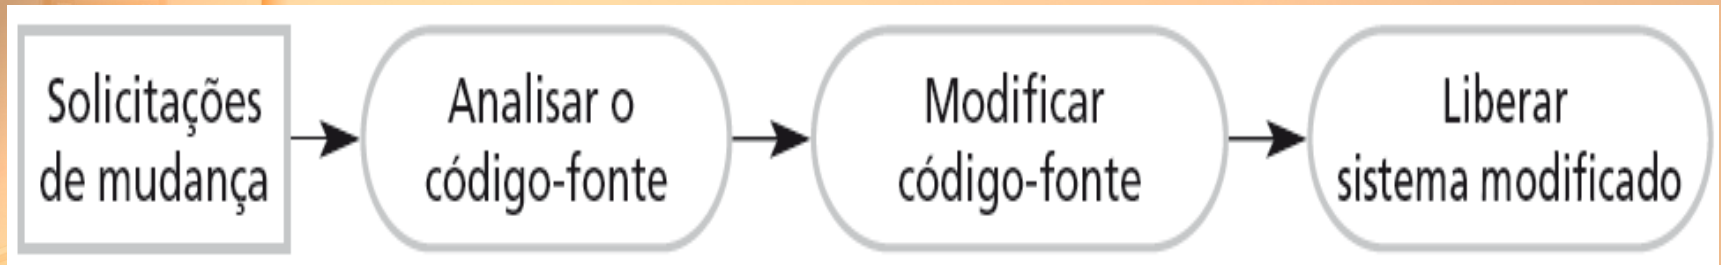 Solicitações
de mudança
Analisar o
código-fonte
Modificar
código-fonte
Liberar
sistema modificado